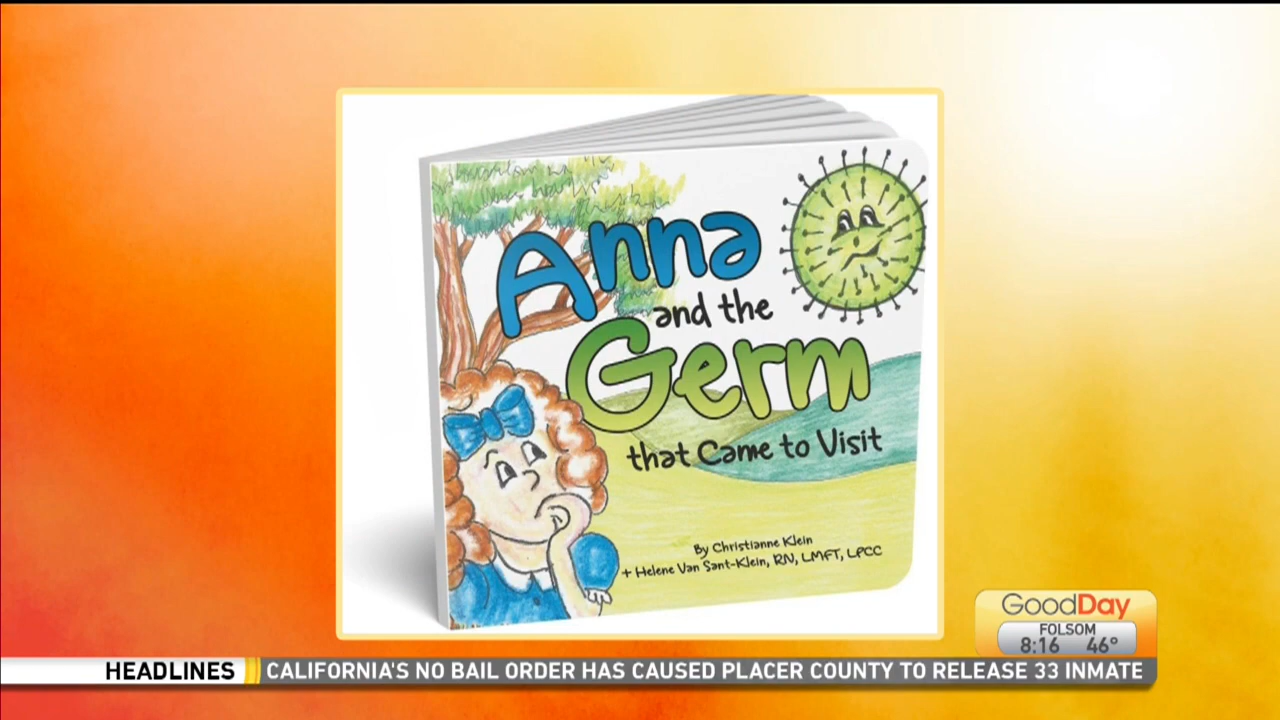 Anna
and the
Germ
that Came to Visit
By Christianne Klein
+ Helene Van Sant-Klein, RN, LMFT, LPCC
GoodDay
FOLSOM
8:16 46°
HEADLINES CALIFORNIA'S NO BAIL ORDER HAS CAUSED PLACER COUNTY TO RELEASE 33 INMATE